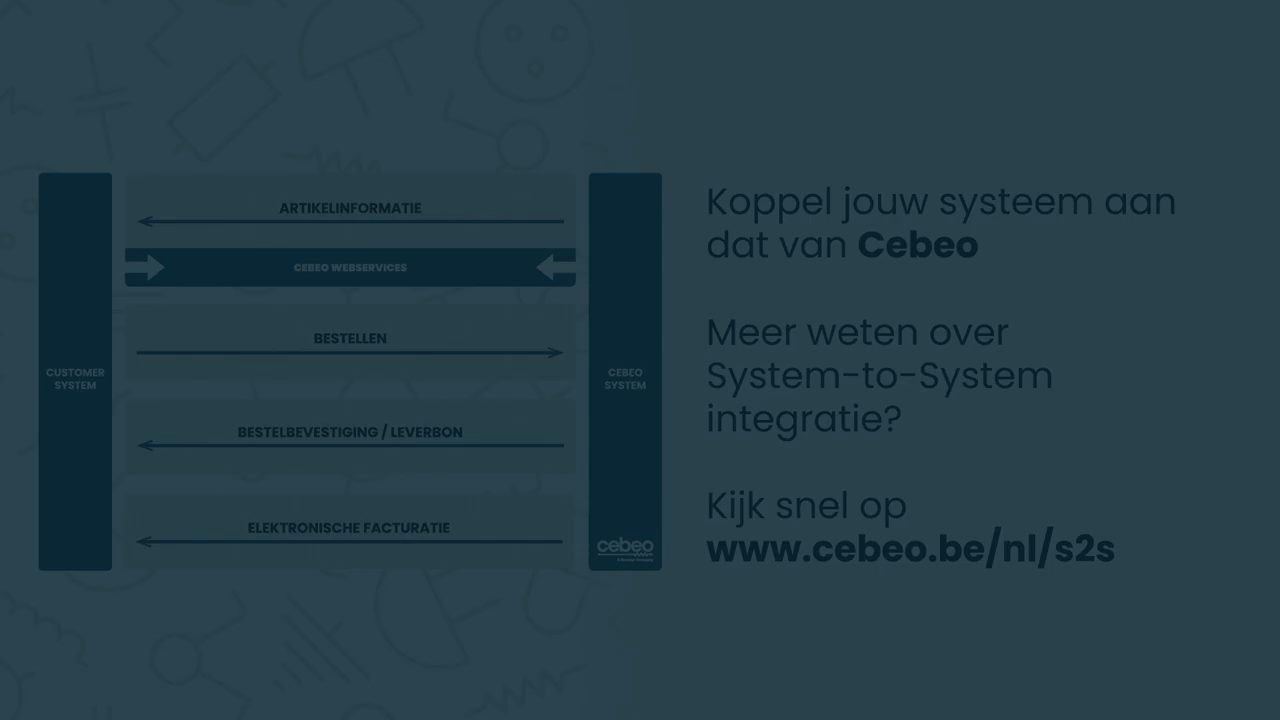 ARTIKELINFORMATIE
CEBEO WEBSERVICES
BESTELLEN
CUSTOMER
SYSTEM
CEBEO
SYSTEM
BESTELBEVESTIGING / LEVERBON
ELEKTRONISCHE FACTURATIE
cebeo
Koppel jouw systeem aan
dat van Cebeo
Meer weten over
System-to-System
integratie?
Kijk snel op
www.cebeo.be/nl/s2s